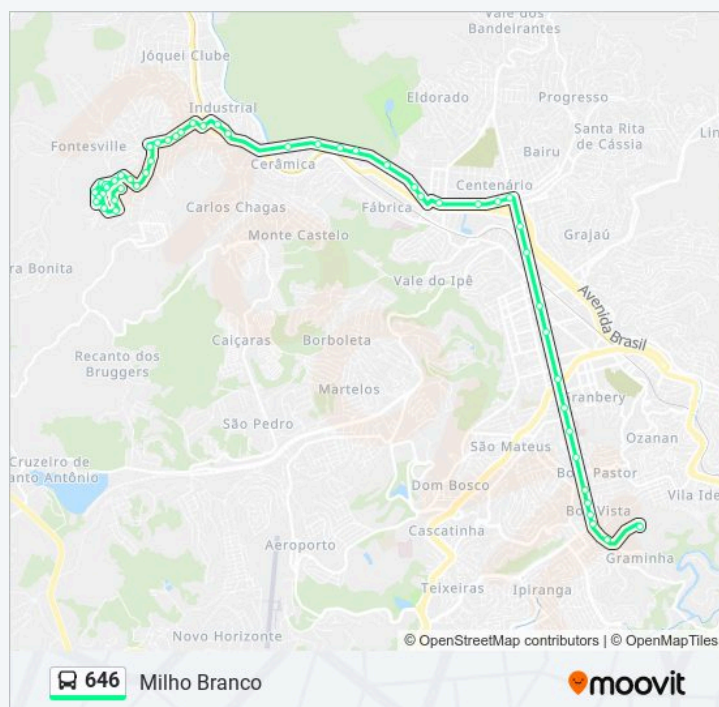 Vale dos
Bandeirantes
Jóquei Clube
Eldorado
Progresso
Industrial
Santa Rita
de Cássia
Lin
Fontesville
Bairu
Cerâmica
Centenário
Carlos Chagas
Fábrica
Monte Castelo
Grajaú
ra Bonita
Vale do Ipê
Avenida Brasil
Caiçaras
Borboleta
Recanto dos
Bruggers
Martelos
ranbery
São Pedro
São Mateus
Ozanan
Cruzeiro de
anto Antônio
Dom Bosco
Bo Pastor
Vila Ide
Bo Vista
Cascatinha
Aeroporto
Graminha
Teixeiras
Ipiranga
Novo Horizonte
© OpenStreetMap contributors | © OpenMapTiles
646 Milho Branco
moovit